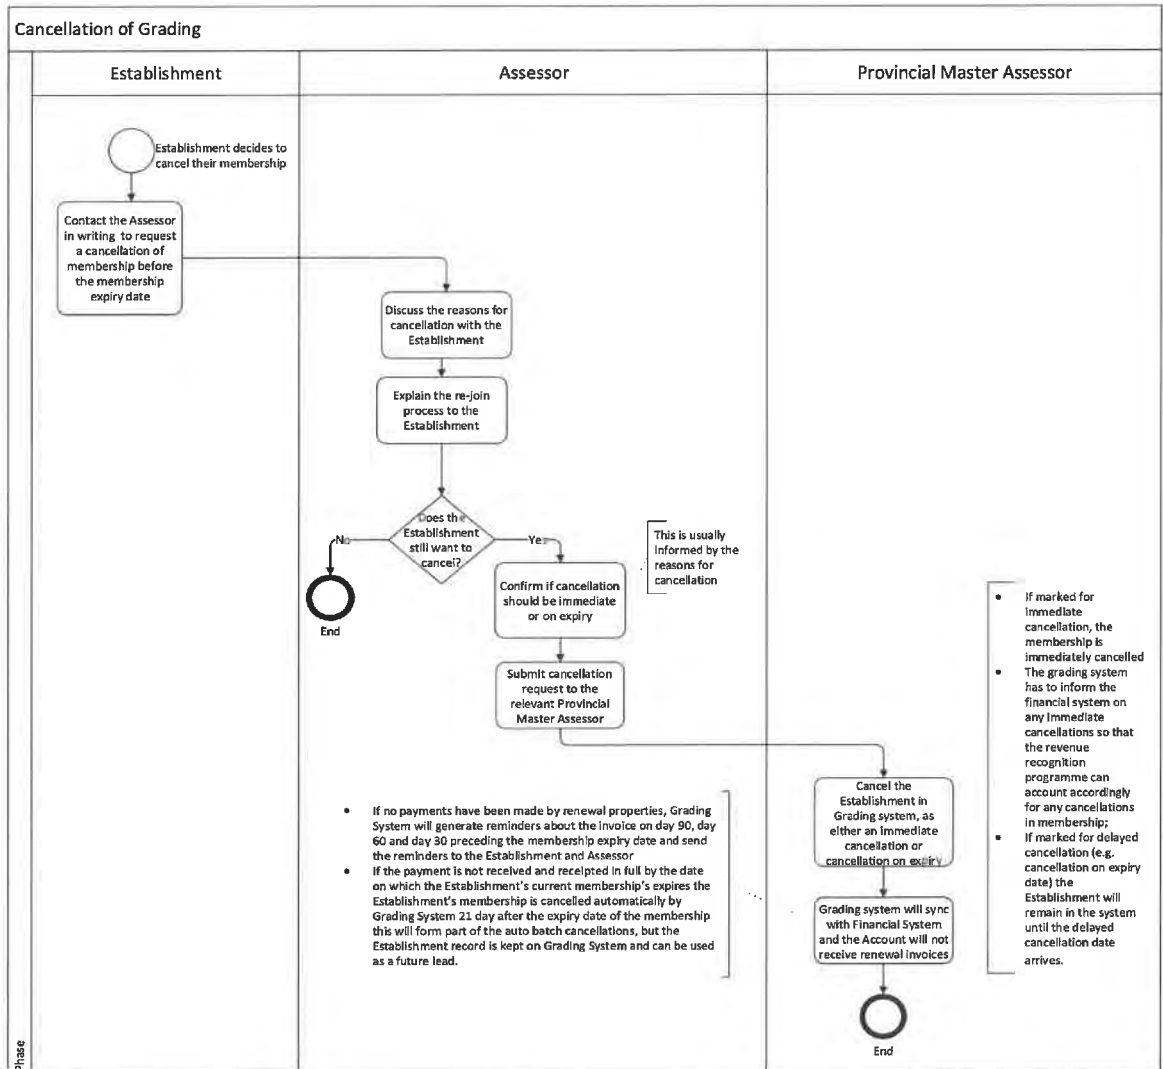 Cancellation of Grading
Establishment
Assessor
Provincial Master Assessor
Establishment decides to
cancel their membership
Contact the Assessor
in writing to request
a cancellation of
membership before
the membership
expiry date
Discuss the reasons for
cancellation with the
Establishment
Explain the re-join
process to the
Establishment
Does the
Establishment
still want to
cancel?
No
Yes
End
This is usually
informed by the
reasons for
cancellation
Confirm if cancellation
should be immediate
or on expiry
Submit cancellation
request to the
relevant Provincial
Master Assessor
• If marked for
immediate
cancellation, the
membership is
immediately cancelled
• The grading system
has to inform the
financial system on
any immediate
cancellations so that
the revenue
recognition
programme can
account accordingly
for any cancellations
in membership;
• If marked for delayed
cancellation (e.g.
cancellation on expiry
date) the
Establishment will
remain in the system
until the delayed
cancellation date
arrives.
Cancel the
Establishment in
Grading system, as
either an immediate
cancellation or
cancellation on expiry
• If no payments have been made by renewal properties, Grading
System will generate reminders about the invoice on day 90, day
60 and day 30 preceding the membership expiry date and send
the reminders to the Establishment and Assessor
• If the payment is not received and receipted in full by the date
on which the Establishment's current membership's expires the
Establishment's membership is cancelled automatically by
Grading System 21 day after the expiry date of the membership
this will form part of the auto batch cancellations, but the
Establishment record is kept on Grading System and can be used
as a future lead.
Grading system will sync
with Financial System
and the Account will not
receive renewal invoices
End
Phase